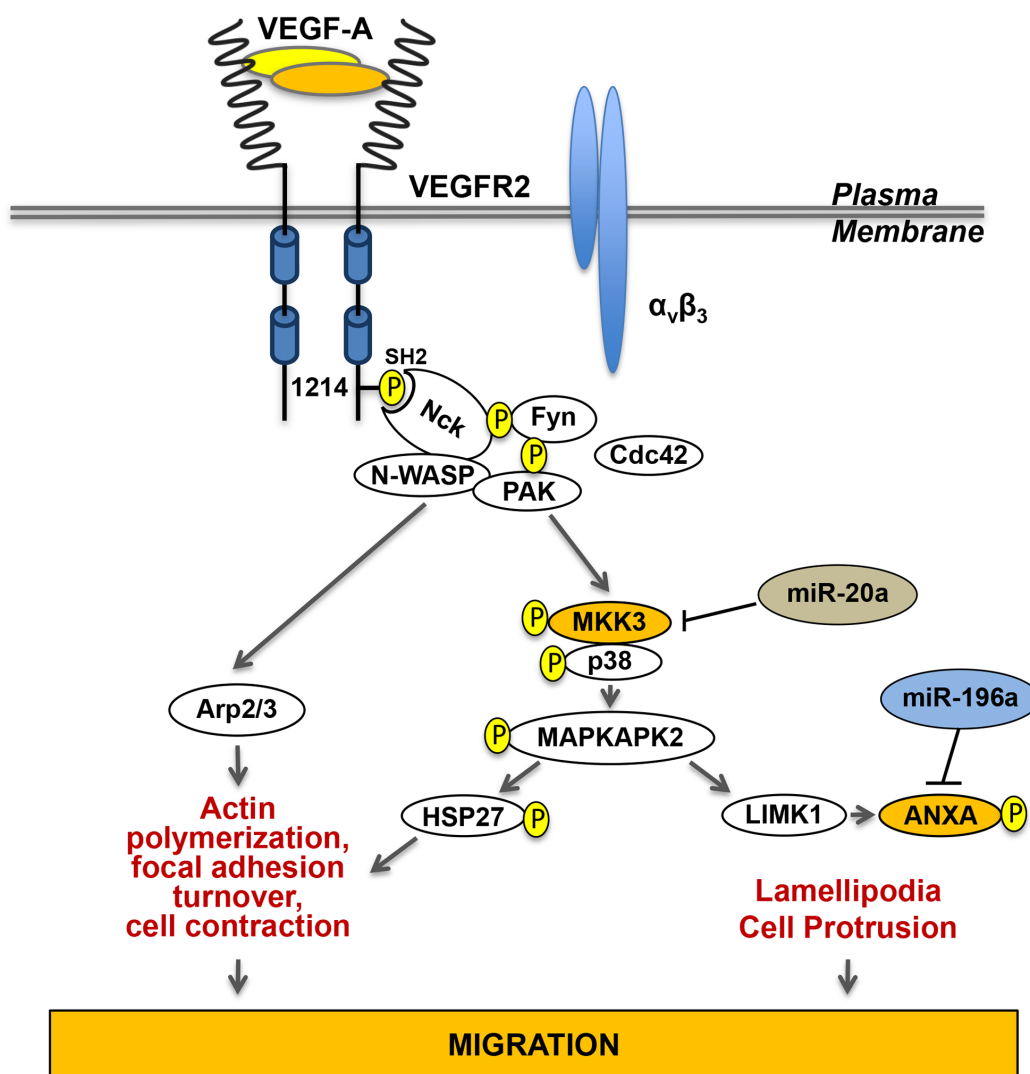 VEGF-A
VEGFR2
Plasma
Membrane
αvβ3
SH2
1214
P
Nck
P
Fyn
P
Cdc42
N-WASP
PAK
miR-20a
P
MKK3
P
p38
miR-196a
Arp2/3
P
MAPKAPK2
HSP27
P
LIMK1
ANXA
P
Actin
polymerization,
focal adhesion
turnover,
cell contraction
Lamellipodia
Cell Protrusion
MIGRATION